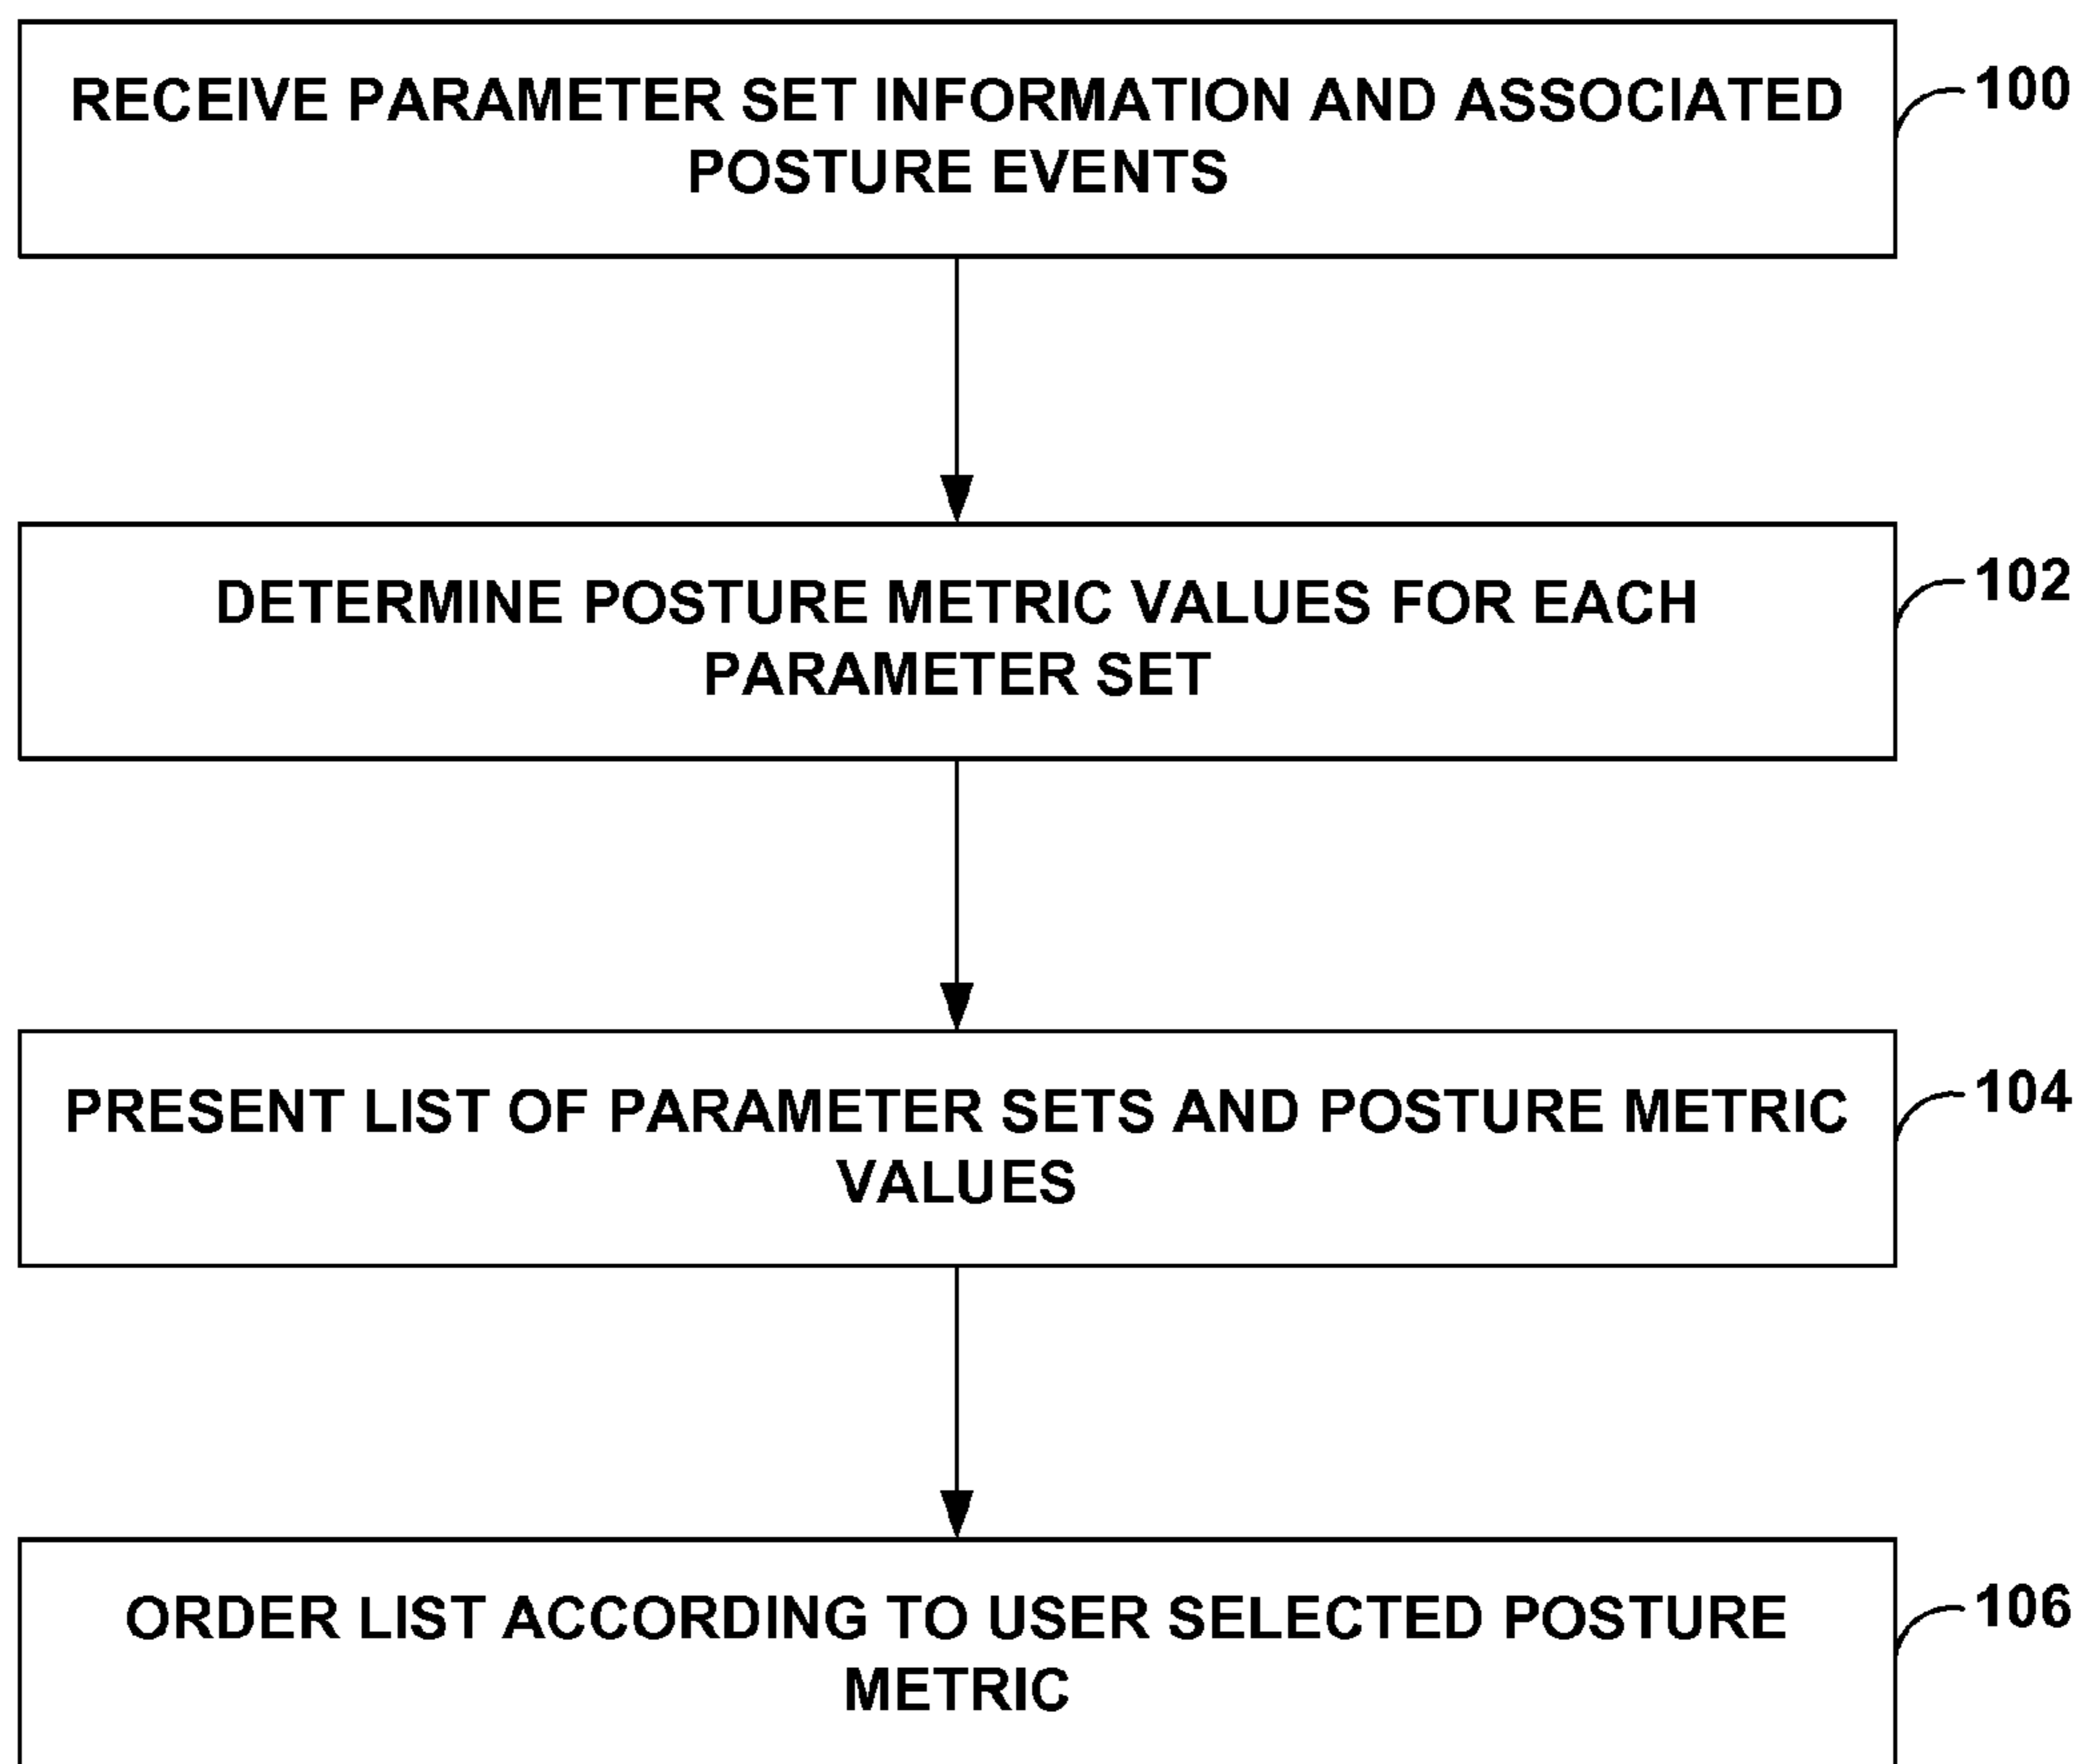 RECEIVE PARAMETER SET INFORMATION AND ASSOCIATED
POSTURE EVENTS
100
DETERMINE POSTURE METRIC VALUES FOR EACH
PARAMETER SET
102
PRESENT LIST OF PARAMETER SETS AND POSTURE METRIC
VALUES
104
ORDER LIST ACCORDING TO USER SELECTED POSTURE
METRIC
106